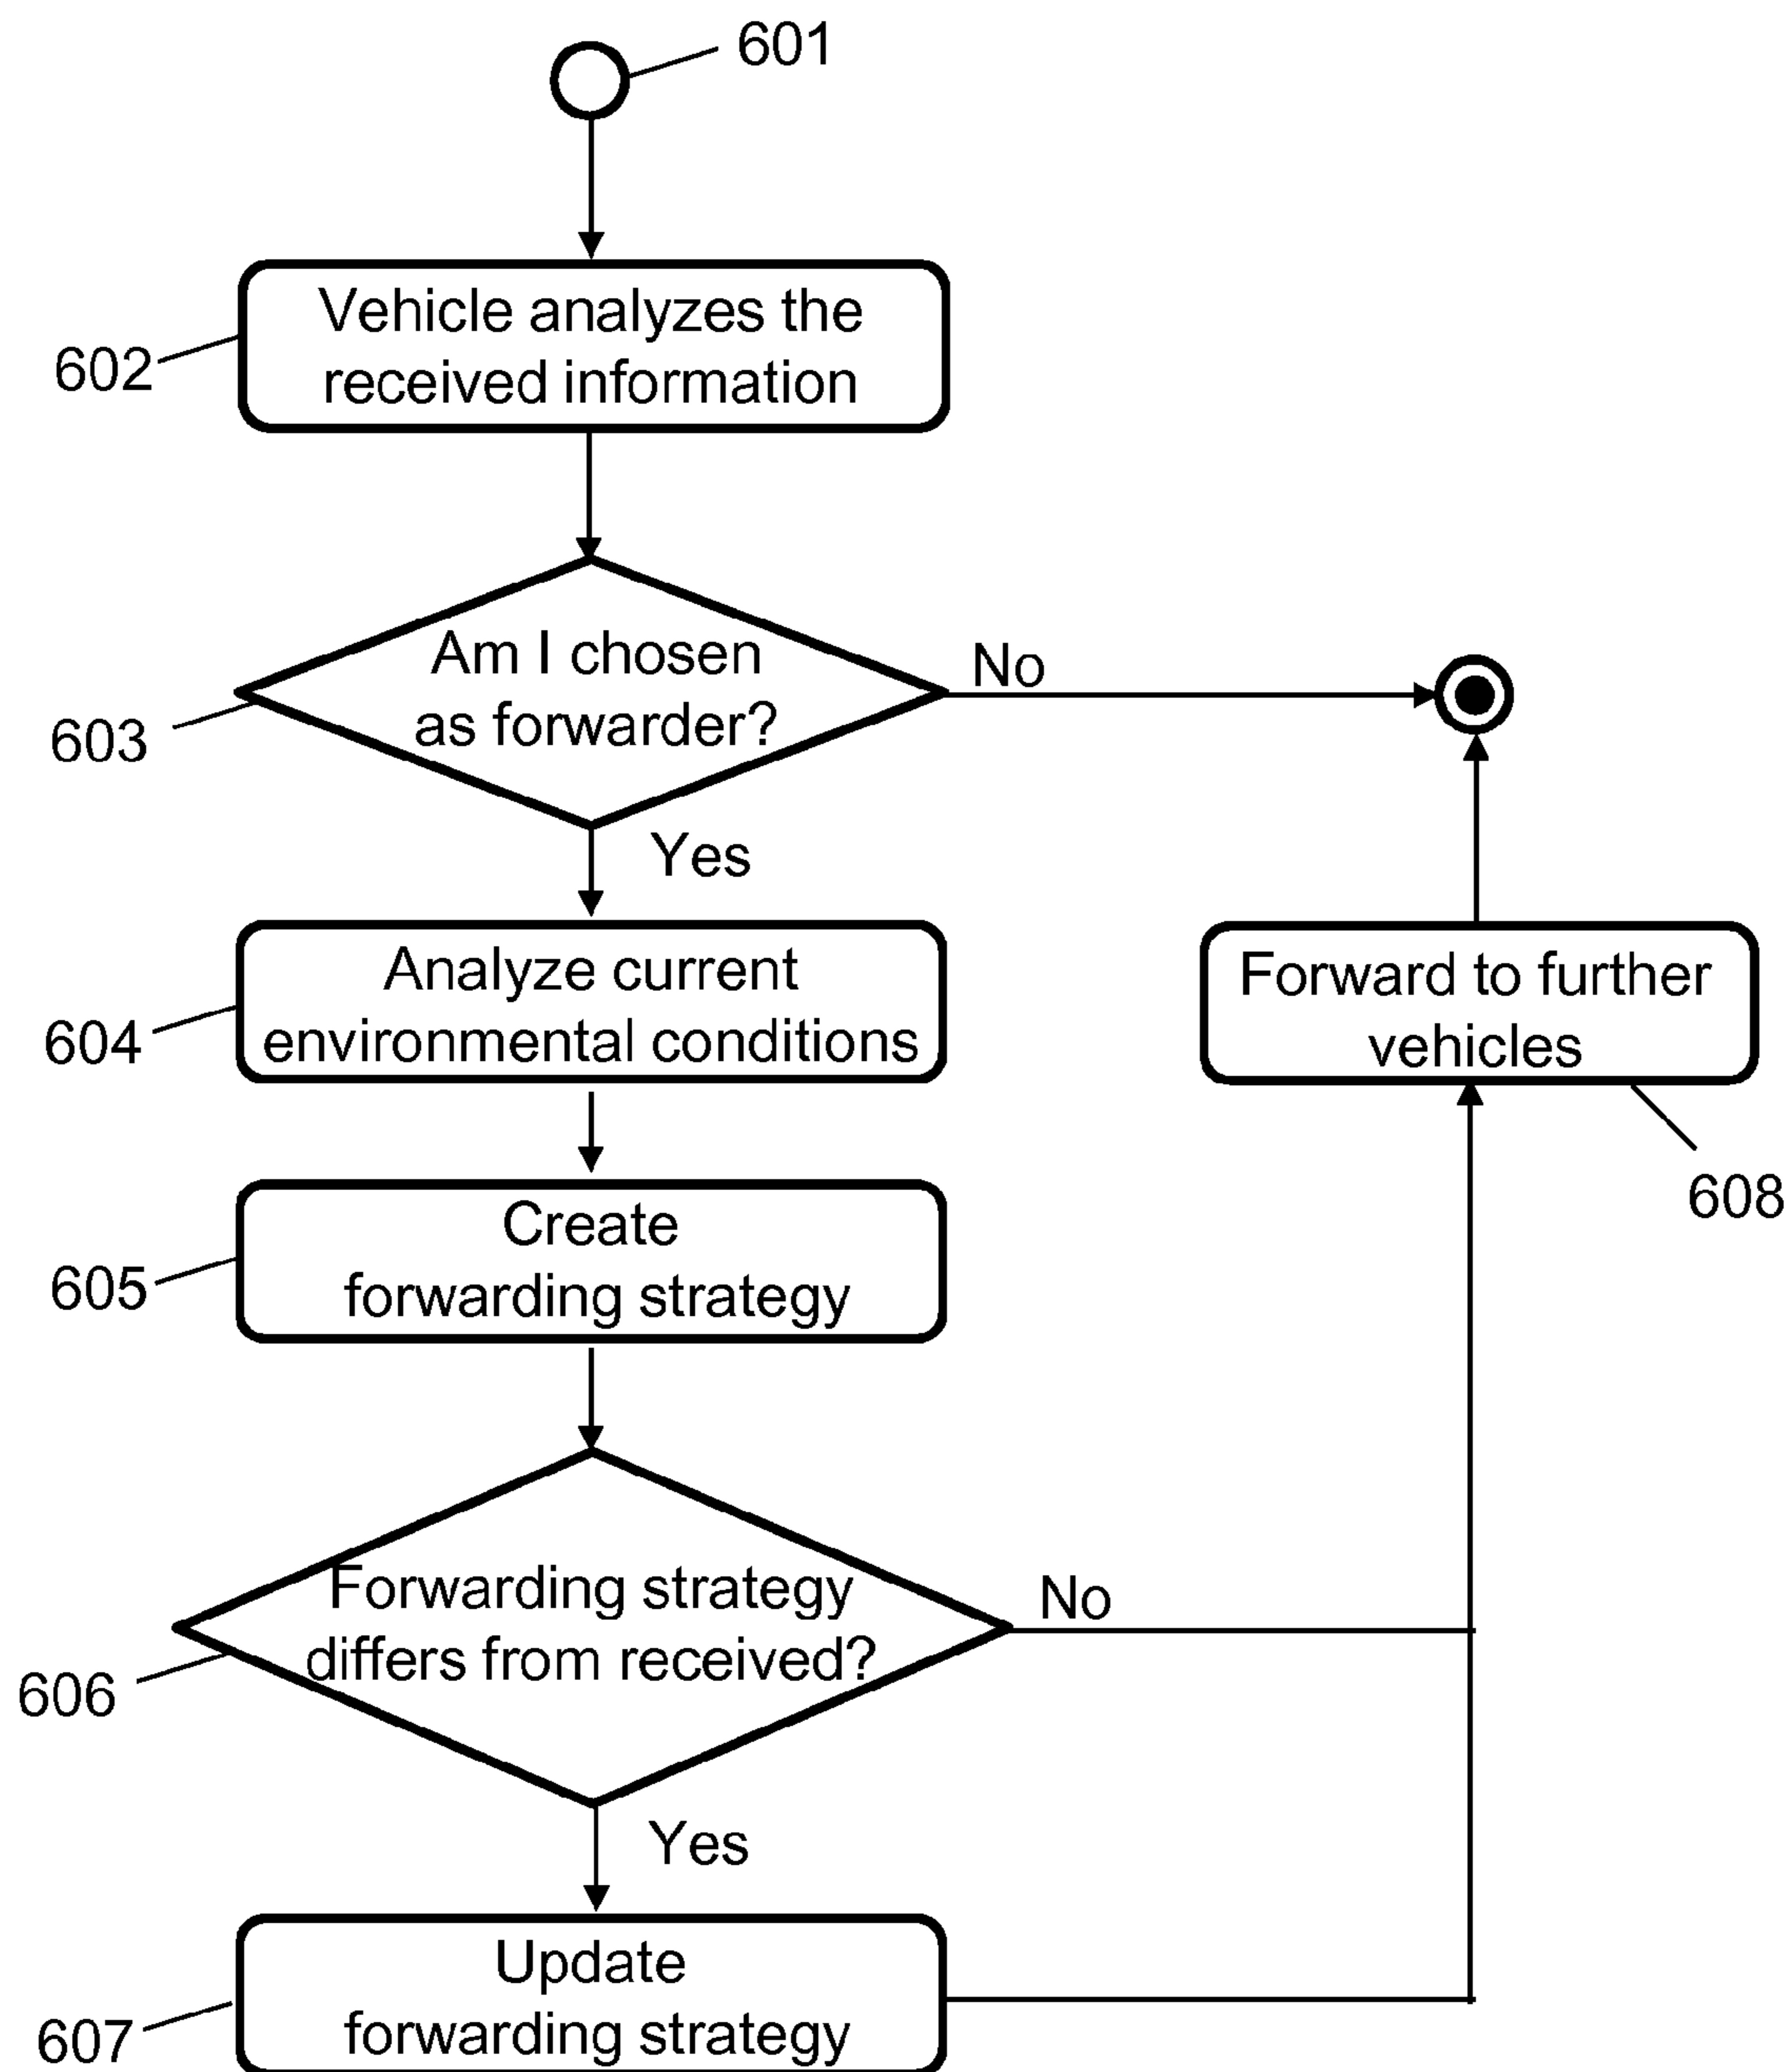 601
Vehicle analyzes the
received information
602
Am I chosen
as forwarder?
No
603
Yes
Analyze current
environmental conditions
604
Forward to further
vehicles
608
Create
forwarding strategy
605
Forwarding strategy
differs from received?
No
606
Yes
Update
forwarding strategy
607